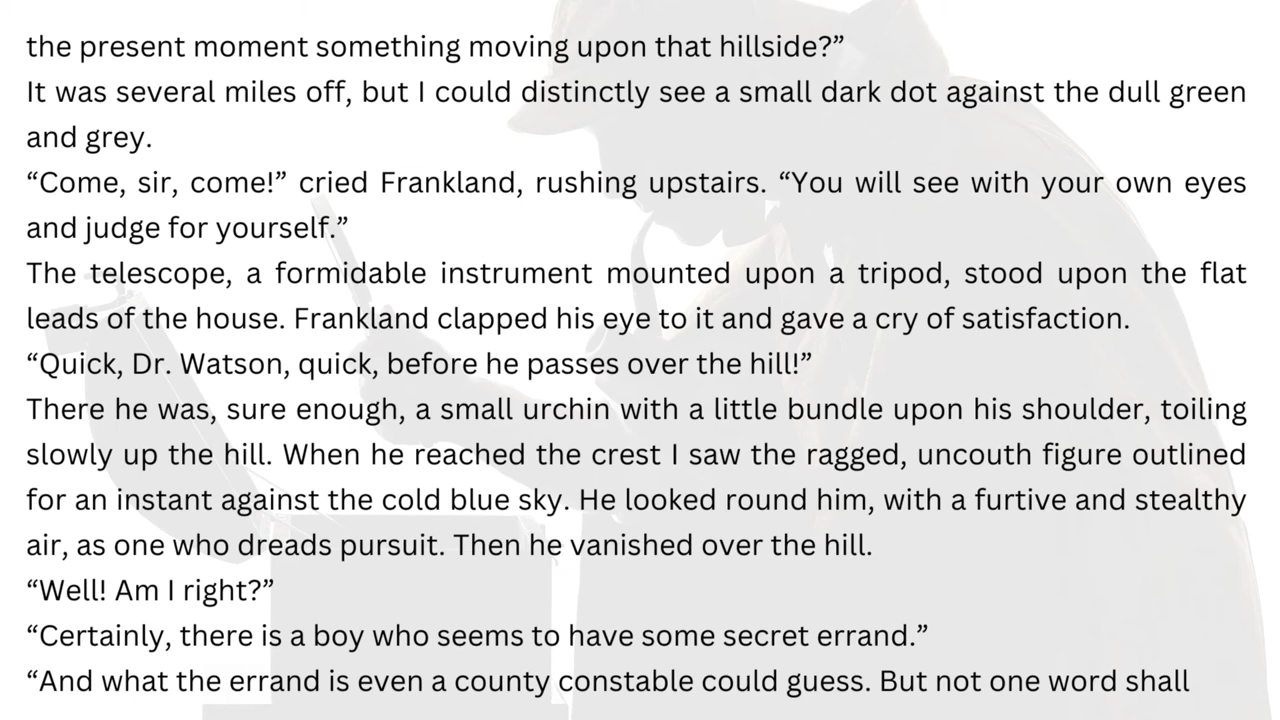 the present moment something moving upon that hillside?”
It was several miles off, but I could distinctly see a small dark dot against the dull green
and grey.
“Come, sir, come!” cried Frankland, rushing upstairs. “You will see with your own eyes
and judge for yourself.”
The telescope, a formidable instrument mounted upon a tripod, stood upon the flat
leads of the house. Frankland clapped his eye to it and gave a cry of satisfaction.
“Quick, Dr. Watson, quick, before he passes over the hill!”
There he was, sure enough, a small urchin with a little bundle upon his shoulder, toiling
slowly up the hill. When he reached the crest I saw the ragged, uncouth figure outlined
for an instant against the cold blue sky. He looked round him, with a furtive and stealthy
air, as one who dreads pursuit. Then he vanished over the hill.
“Well! Am I right?”
“Certainly, there is a boy who seems to have some secret errand.”
“And what the errand is even a county constable could guess. But not one word shall